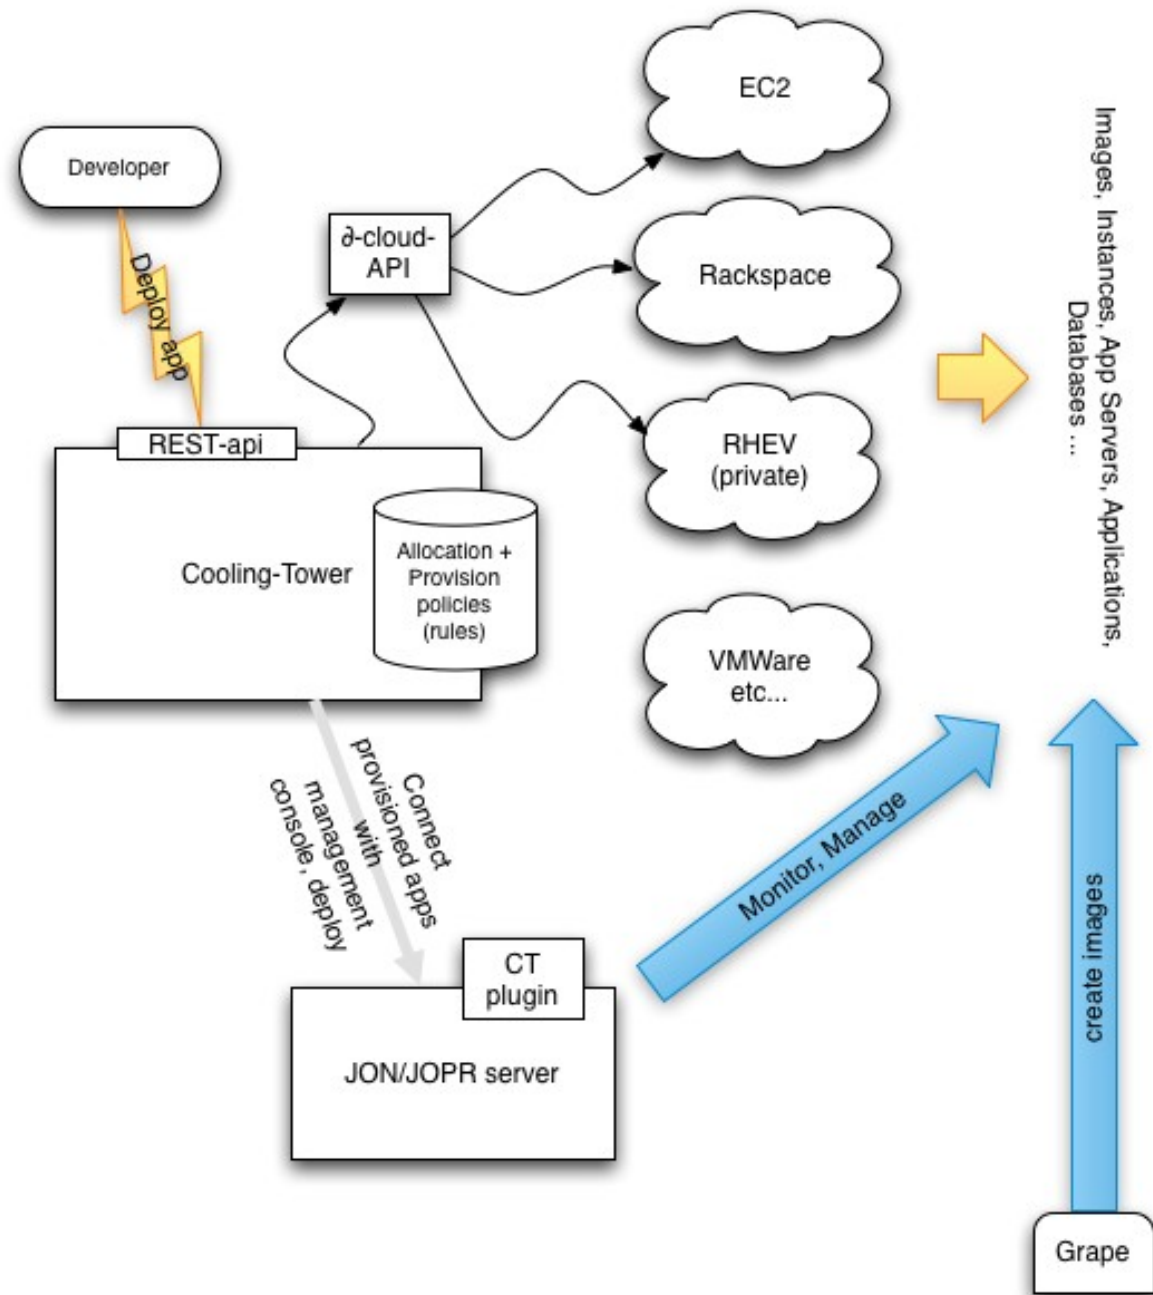 EC2
Developer
∂-cloud-
API
Rackspace
Deploy app
Images, Instances, App Servers, Applications,
Databases ...
REST-api
RHEV
(private)
Cooling-Tower
Allocation +
Provision
policies
(rules)
VMWare
etc...
Connect
provisioned apps
with
management
console, deploy
Monitor, Manage
create images
CT
plugin
JON/JOPR server
Grape